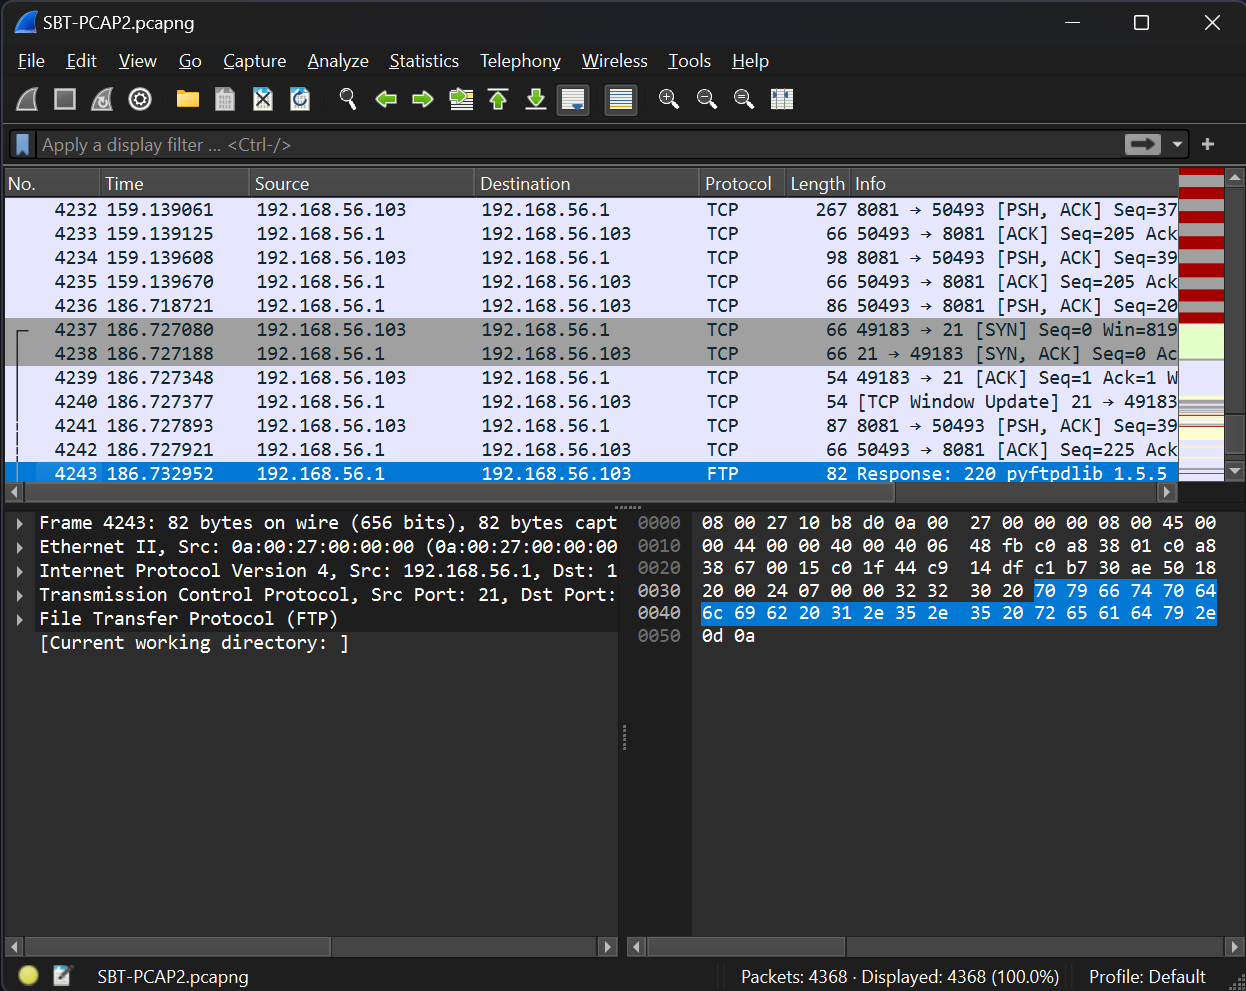 SBT-PCAP2.pcapng
File Edit View Go Capture Analyze Statistics Telephony Wireless Tools Help
Apply a display filter ... <Ctrl-/>
No. Time Source Destination Protocol Length Info
4232 159.139061 192.168.56.103 192.168.56.1 TCP 267 8081 → 50493 [PSH, ACK] Seq=37
4233 159.139125 192.168.56.1 192.168.56.103 TCP 66 50493 → 8081 [ACK] Seq=205 Ack
4234 159.139608 192.168.56.103 192.168.56.1 TCP 98 8081 → 50493 [PSH, ACK] Seq=39
4235 159.139670 192.168.56.1 192.168.56.103 TCP 66 50493 → 8081 [ACK] Seq=205 Ack
4236 186.718721 192.168.56.1 192.168.56.103 TCP 86 50493 → 8081 [PSH, ACK] Seq=20
4237 186.727080 192.168.56.103 192.168.56.1 TCP 66 49183 → 21 [SYN] Seq=0 Win=819
4238 186.727188 192.168.56.1 192.168.56.103 TCP 66 21 → 49183 [SYN, ACK] Seq=0 Ac
4239 186.727348 192.168.56.103 192.168.56.1 TCP 54 49183 → 21 [ACK] Seq=1 Ack=1 W
4240 186.727377 192.168.56.1 192.168.56.103 TCP 54 [TCP Window Update] 21 → 49183
4241 186.727893 192.168.56.103 192.168.56.1 TCP 87 8081 → 50493 [PSH, ACK] Seq=39
4242 186.727921 192.168.56.1 192.168.56.103 TCP 66 50493 → 8081 [ACK] Seq=225 Ack
4243 186.732952 192.168.56.1 192.168.56.103 FTP 82 Response: 220 pyftpdlib 1.5.5
Frame 4243: 82 bytes on wire (656 bits), 82 bytes capt
Ethernet II, Src: 0a:00:27:00:00:00 (0a:00:27:00:00:00
Internet Protocol Version 4, Src: 192.168.56.1, Dst: 1
Transmission Control Protocol, Src Port: 21, Dst Port:
File Transfer Protocol (FTP)
[Current working directory: ]
0000 08 00 27 10 b8 d0 0a 00 27 00 00 00 08 00 45 00
0010 00 44 00 00 40 00 40 06 48 fb c0 a8 38 01 c0 a8
0020 38 67 00 15 c0 1f 44 c9 14 df c1 b7 30 ae 50 18
0030 20 00 24 07 00 00 32 32 30 20 70 79 66 74 70 64
0040 6c 69 62 20 31 2e 35 2e 35 20 72 65 61 64 79 2e
0050 0d 0a
SBT-PCAP2.pcapng
Packets: 4368 · Displayed: 4368 (100.0%)
Profile: Default